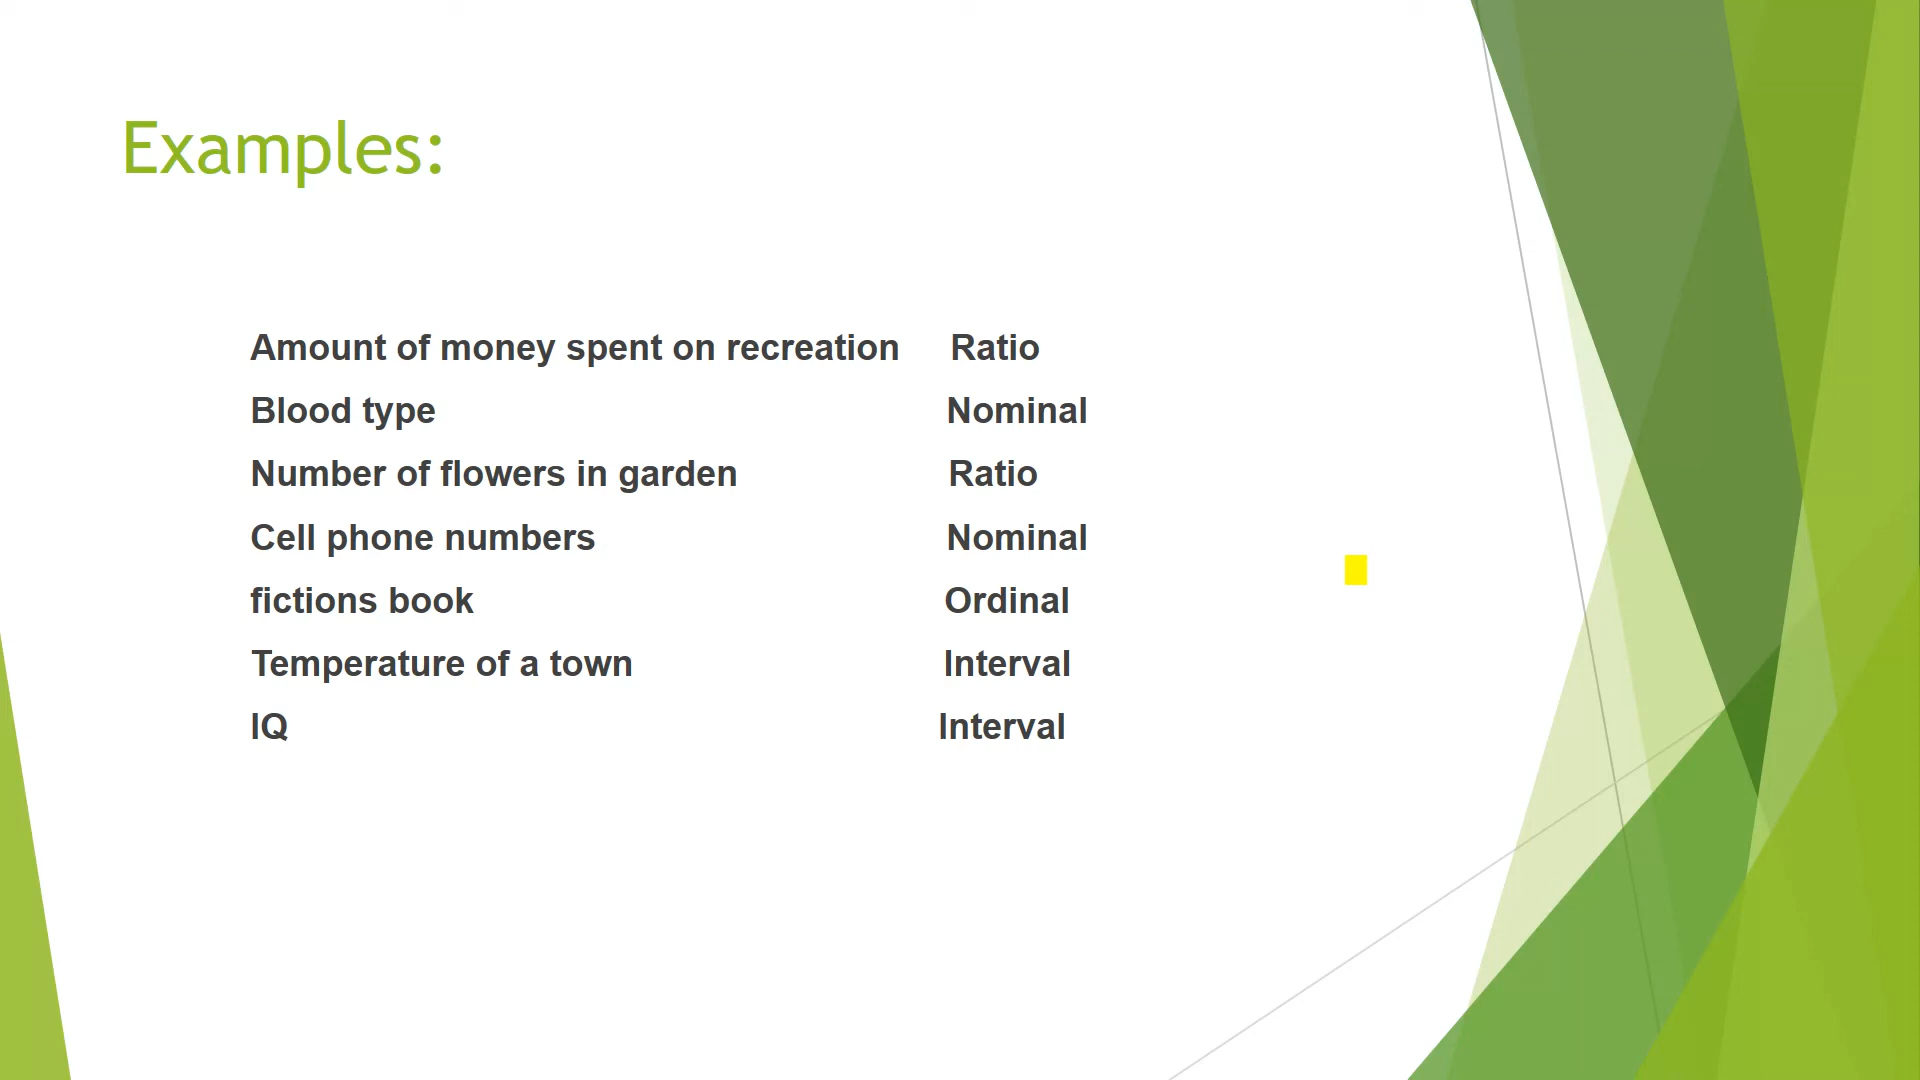 Examples:
Amount of money spent on recreation Ratio
Blood type Nominal
Number of flowers in garden Ratio
Cell phone numbers Nominal
fictions book Ordinal
Temperature of a town Interval
IQ Interval